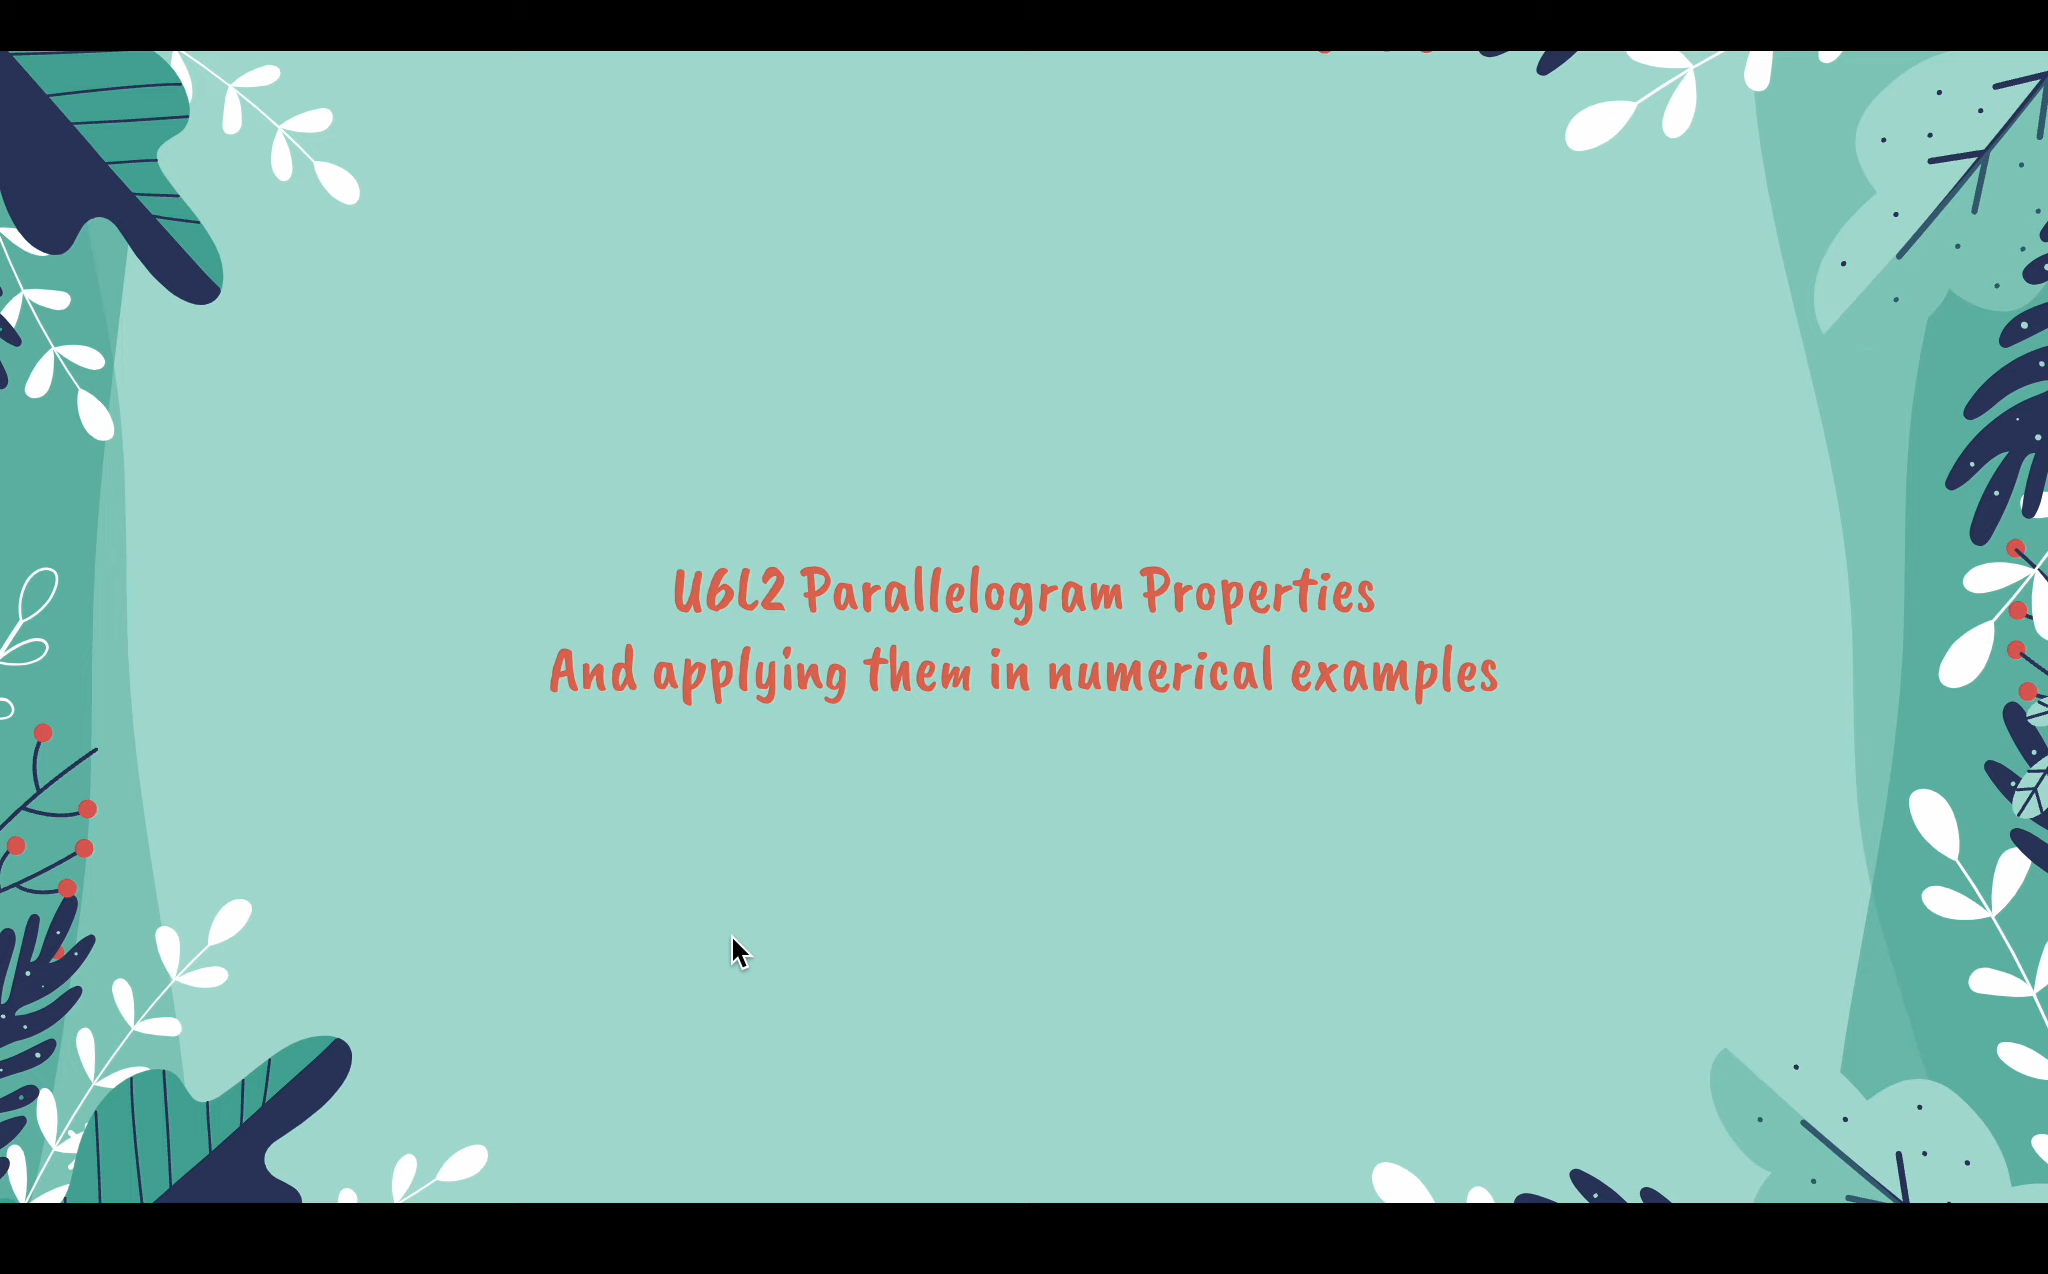 U6L2 Parallelogram Properties
And applying them in numerical examples